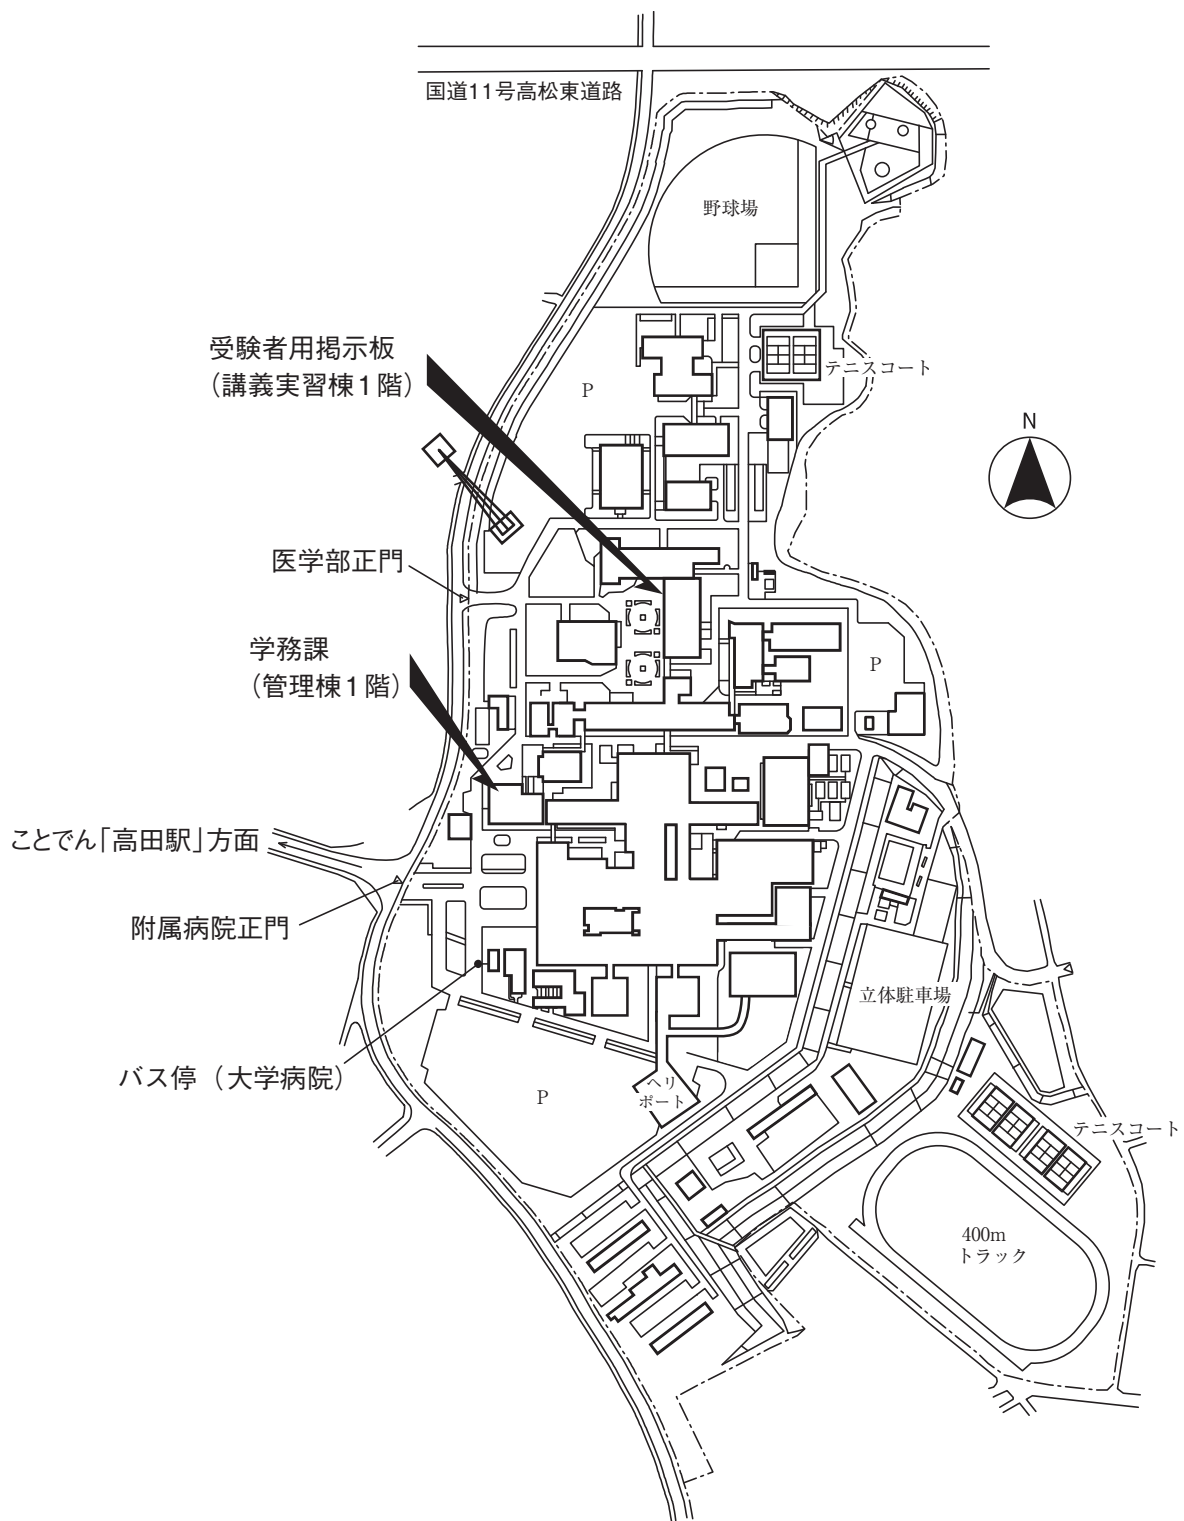 国道11号高松東道路
野球場
受験者用掲示板
（講義実習棟1階）
テニスコート
P
N
医学部正門
学務課
（管理棟1階）
P
ことでん「高田駅」方面
附属病院正門
立体駐車場
バス停（大学病院）
P
ヘリ
ポート
テニスコート
400m
トラック